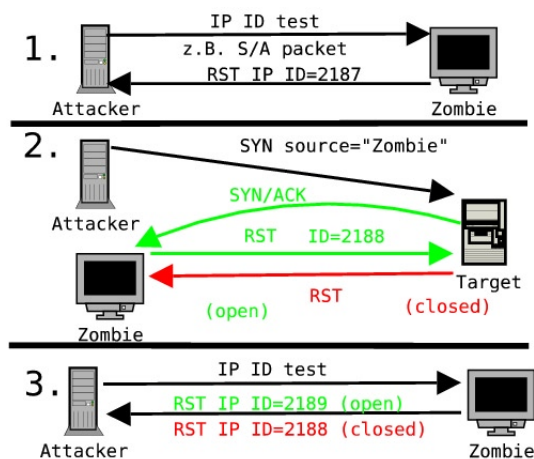 1.
IP ID test
z.B. S/A packet
RST IP ID=2187
Attacker
Zombie
2.
SYN source="Zombie"
Attacker
SYN/ACK
RST ID=2188
Target
RST
(open)
(closed)
Zombie
3.
IP ID test
RST IP ID=2189 (open)
RST IP ID=2188 (closed)
Attacker
Zombie